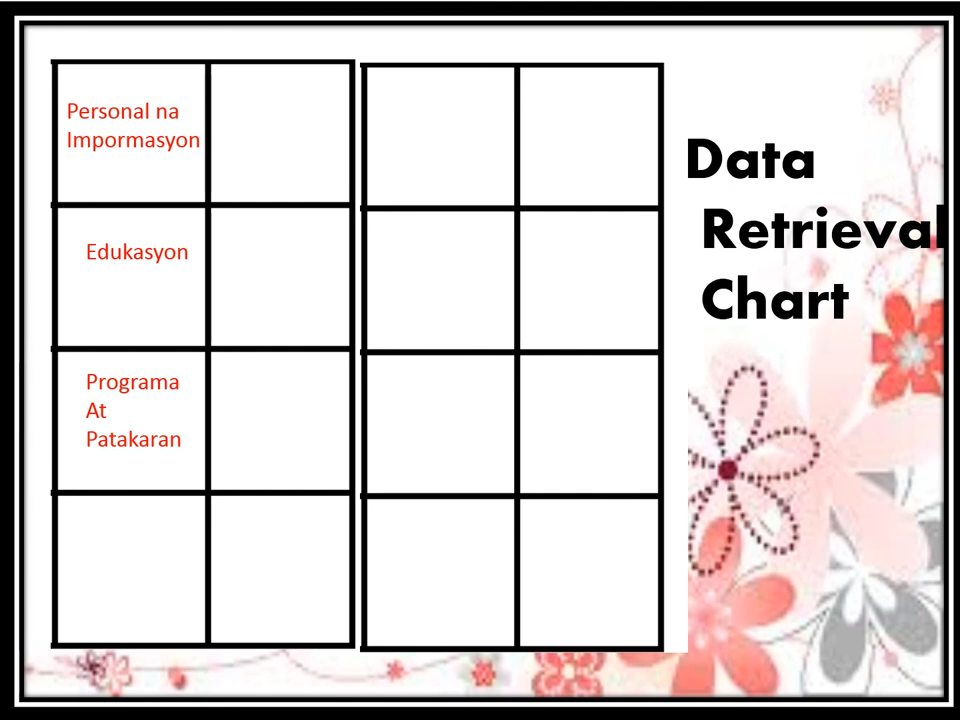 Personal na
Impormasyon
Edukasyon
Programa
At
Patakaran
Data
Retrieval
Chart